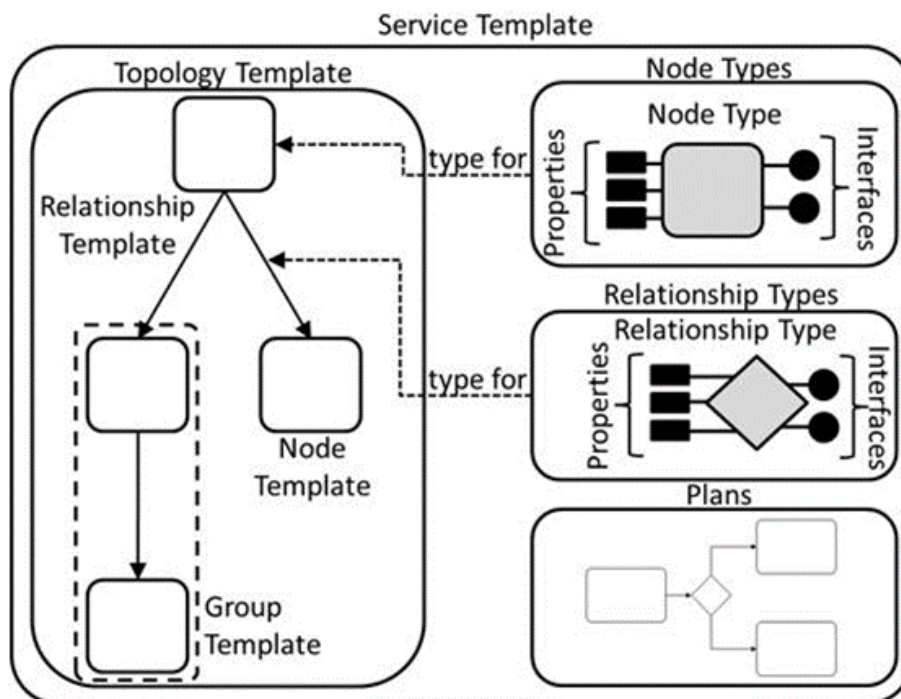 Service Template
Topology Template
Relationship
Template
Node
Template
Group
Template
type for
type for
Node Types
Node Type
Properties
Interfaces
Relationship Types
Relationship Type
Properties
Interfaces
Plans